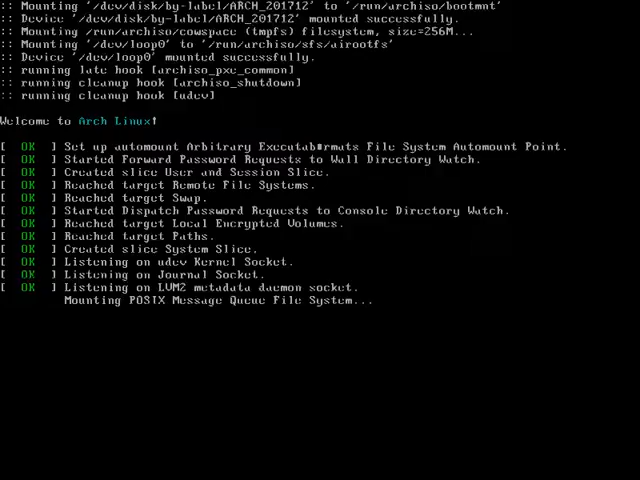 :: Mounting '/dev/disk/by-label/ARCH_201712' to '/run/archiso/bootmnt'
:: Device '/dev/disk/by-label/ARCH_201712' mounted successfully.
:: Mounting /run/archiso/cowspace (tmpfs) filesystem, size=256M...
:: Mounting '/dev/loop0' to '/run/archiso/sfs/airootfs'
:: Device '/dev/loop0' mounted successfully.
:: running late hook [archiso_pxe_common]
:: running cleanup hook [archiso_shutdown]
:: running cleanup hook [udev]
Welcome to Arch Linux!
[  OK  ] Set up automount Arbitrary Executab#rmats File System Automount Point.
[  OK  ] Started Forward Password Requests to Wall Directory Watch.
[  OK  ] Created slice User and Session Slice.
[  OK  ] Reached target Remote File Systems.
[  OK  ] Reached target Swap.
[  OK  ] Started Dispatch Password Requests to Console Directory Watch.
[  OK  ] Reached target Local Encrypted Volumes.
[  OK  ] Reached target Paths.
[  OK  ] Created slice System Slice.
[  OK  ] Listening on udev Kernel Socket.
[  OK  ] Listening on Journal Socket.
[  OK  ] Listening on LVM2 metadata daemon socket.
Mounting POSIX Message Queue File System...